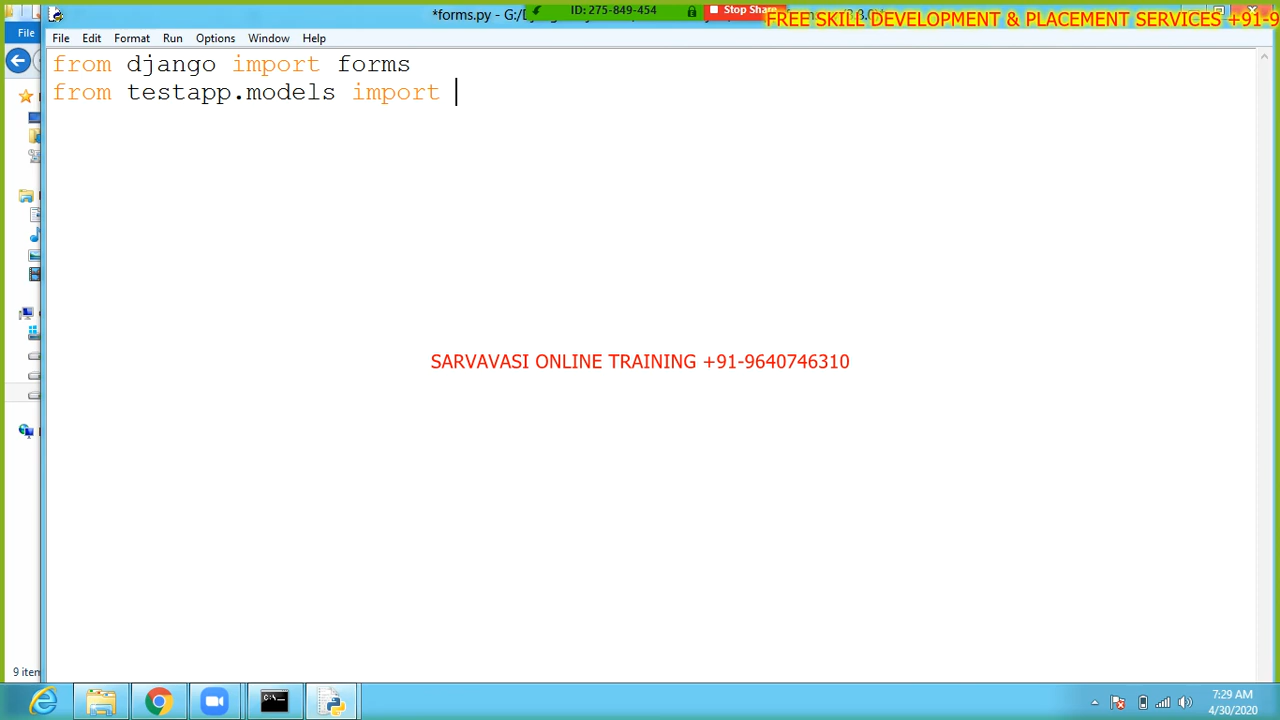 *forms.py - G:/Dj
ID: 275-849-454
Stop Share
FREE SKILL DEVELOPMENT & PLACEMENT SERVICES +91-9
File
File Edit Format Run Options Window Help
from django import forms
from testapp.models import
SARVAVASI ONLINE TRAINING +91-9640746310
9 item
7:29 AM
4/30/2020